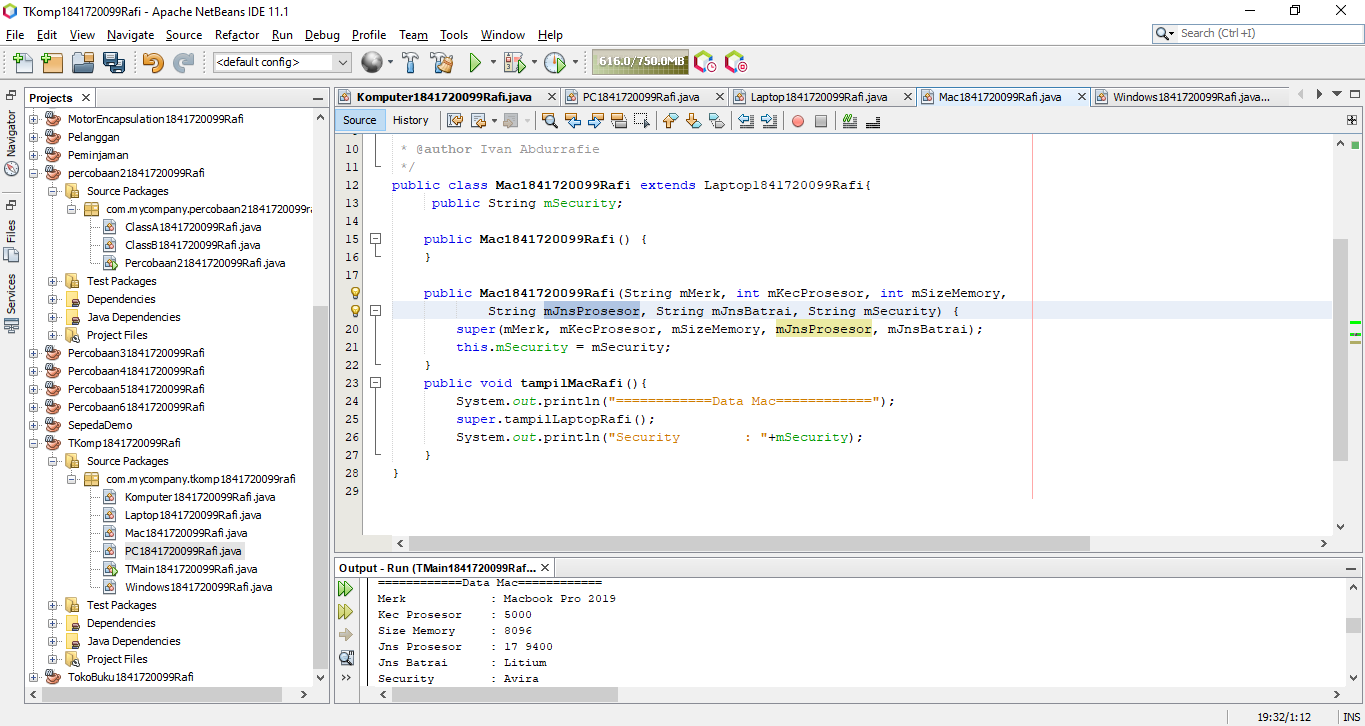 TKomp1841720099Rafi - Apache NetBeans IDE 11.1
File Edit View Navigate Source Refactor Run Debug Profile Team Tools Window Help
Search (Ctrl+I)
<default config>
616.0/750.0MB
Projects
Navigator
Files
Services
MotorEncapsulation1841720099Rafi
Pelanggan
Peminjaman
percobaan21841720099Rafi
Source Packages
com.mycompany.percobaan21841720099r
ClassA1841720099Rafi.java
ClassB1841720099Rafi.java
Percobaan21841720099Rafi.java
Test Packages
Dependencies
Java Dependencies
Project Files
Percobaan31841720099Rafi
Percobaan41841720099Rafi
Percobaan51841720099Rafi
Percobaan61841720099Rafi
SepedaDemo
TKomp1841720099Rafi
Source Packages
com.mycompany.tkomp1841720099rafi
Komputer1841720099Rafi.java
Laptop1841720099Rafi.java
Mac1841720099Rafi.java
PC1841720099Rafi.java
TMain1841720099Rafi.java
Windows1841720099Rafi.java
Test Packages
Dependencies
Java Dependencies
Project Files
TokoBuku1841720099Rafi
Komputer1841720099Rafi.java PC1841720099Rafi.java Laptop1841720099Rafi.java Mac1841720099Rafi.java Windows1841720099Rafi.java...
Source History
10 * @author Ivan Abdurrafie
11 */
12 public class Mac1841720099Rafi extends Laptop1841720099Rafi{
13 public String mSecurity;
14
15 public Mac1841720099Rafi() {
16 }
17
public Mac1841720099Rafi(String mMerk, int mKecProsesor, int mSizeMemory,
String mJnsProsesor, String mJnsBatrai, String mSecurity) {
20 super(mMerk, mKecProsesor, mSizeMemory, mJnsProsesor, mJnsBatrai);
21 this.mSecurity = mSecurity;
22 }
23 public void tampilMacRafi(){
24 System.out.println("============Data Mac============");
25 super.tampilLaptopRafi();
26 System.out.println("Security : "+mSecurity);
27 }
28 }
29
Output - Run (TMain1841720099Raf...
============Data Mac============
Merk : Macbook Pro 2019
Kec Prosesor : 5000
Size Memory : 8096
Jns Prosesor : 17 9400
Jns Batrai : Litium
Security : Avira
19:32/1:12 INS